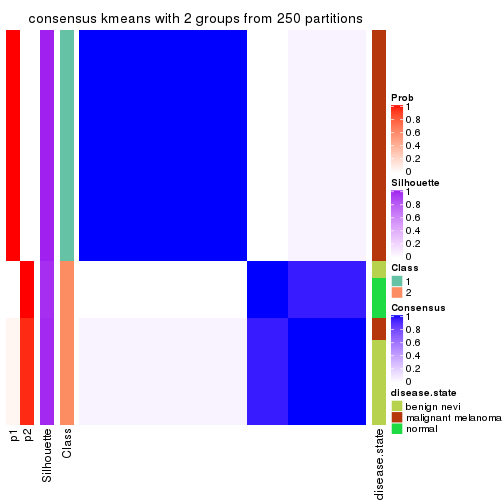 consensus kmeans with 2 groups from 250 partitions
Prob
1
0.8
0.6
0.4
0.2
0
Silhouette
1
0.8
0.6
0.4
0.2
0
Class
1
2
Consensus
1
0.8
0.6
0.4
0.2
0
disease.state
benign nevi
malignant melanoma
normal
p1
p2
Silhouette
Class
disease.state